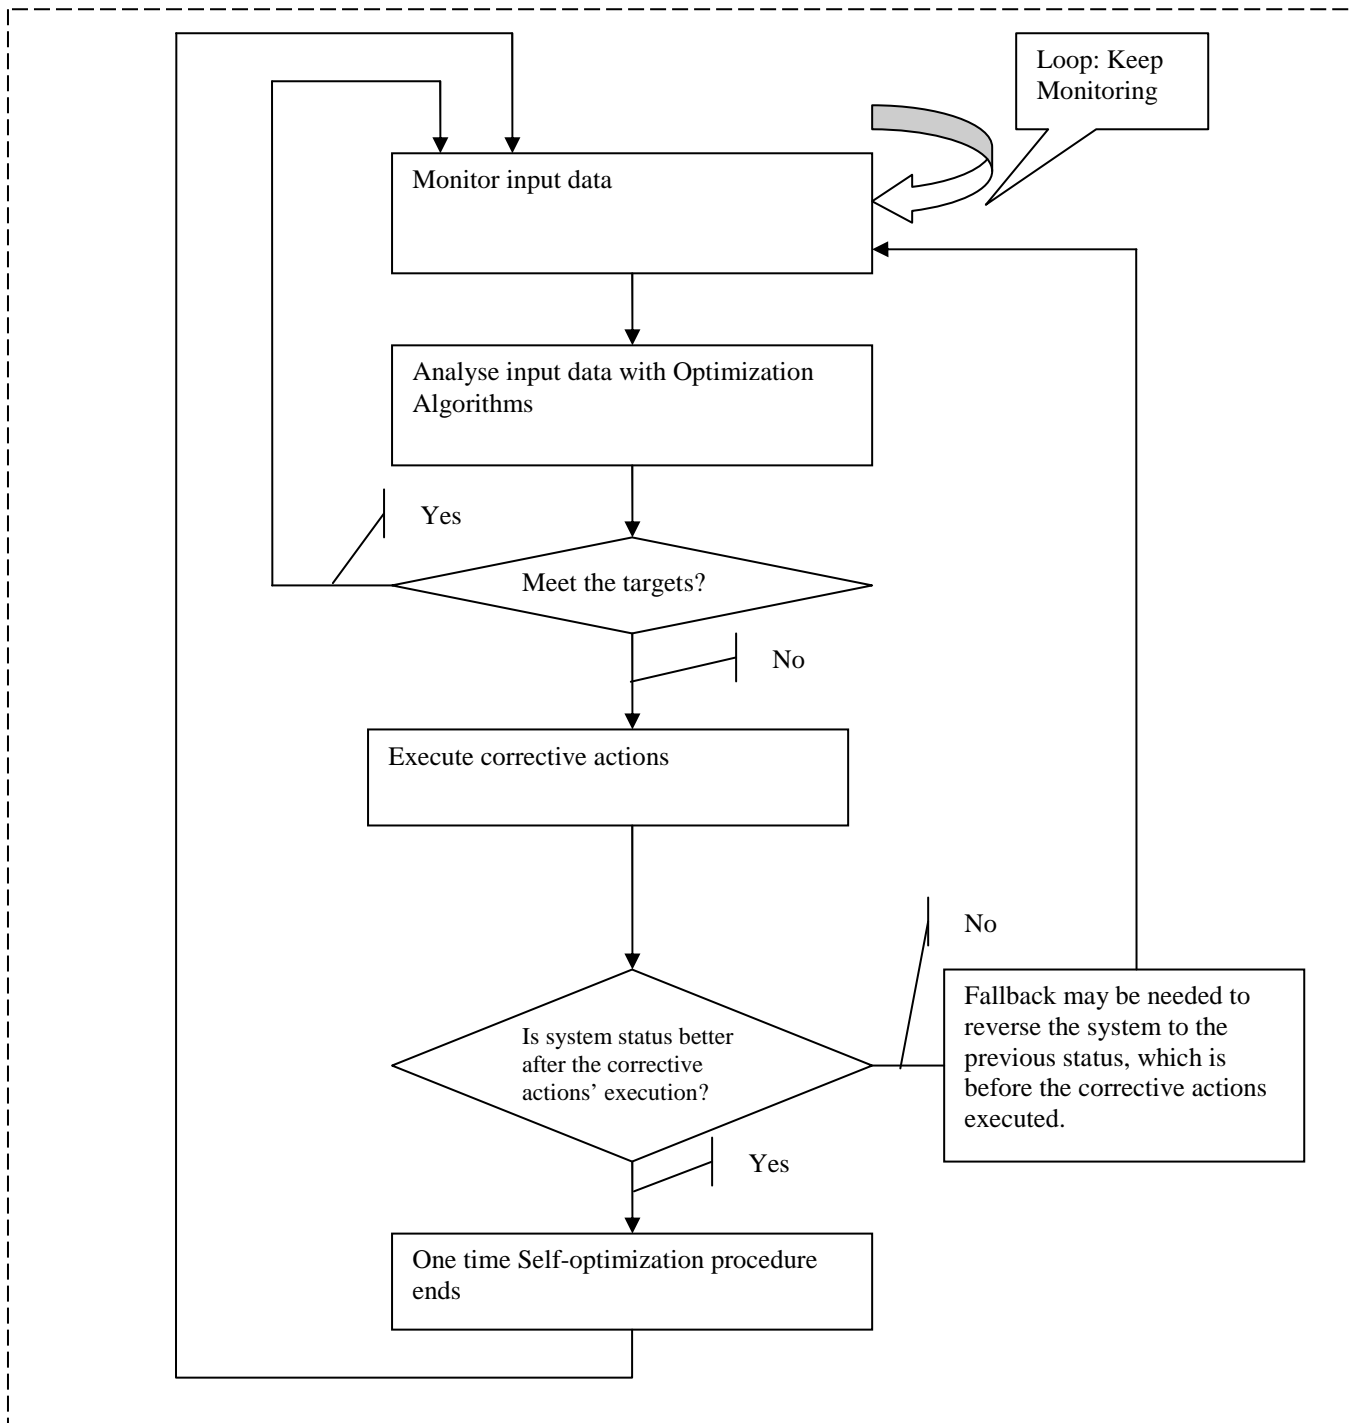 Loop: Keep
Monitoring
Monitor input data
Analyse input data with Optimization
Algorithms
Yes
Meet the targets?
No
Execute corrective actions
No
Fallback may be needed to
reverse the system to the
previous status, which is
before the corrective actions
executed.
Is system status better
after the corrective
actions’ execution?
Yes
One time Self-optimization procedure
ends